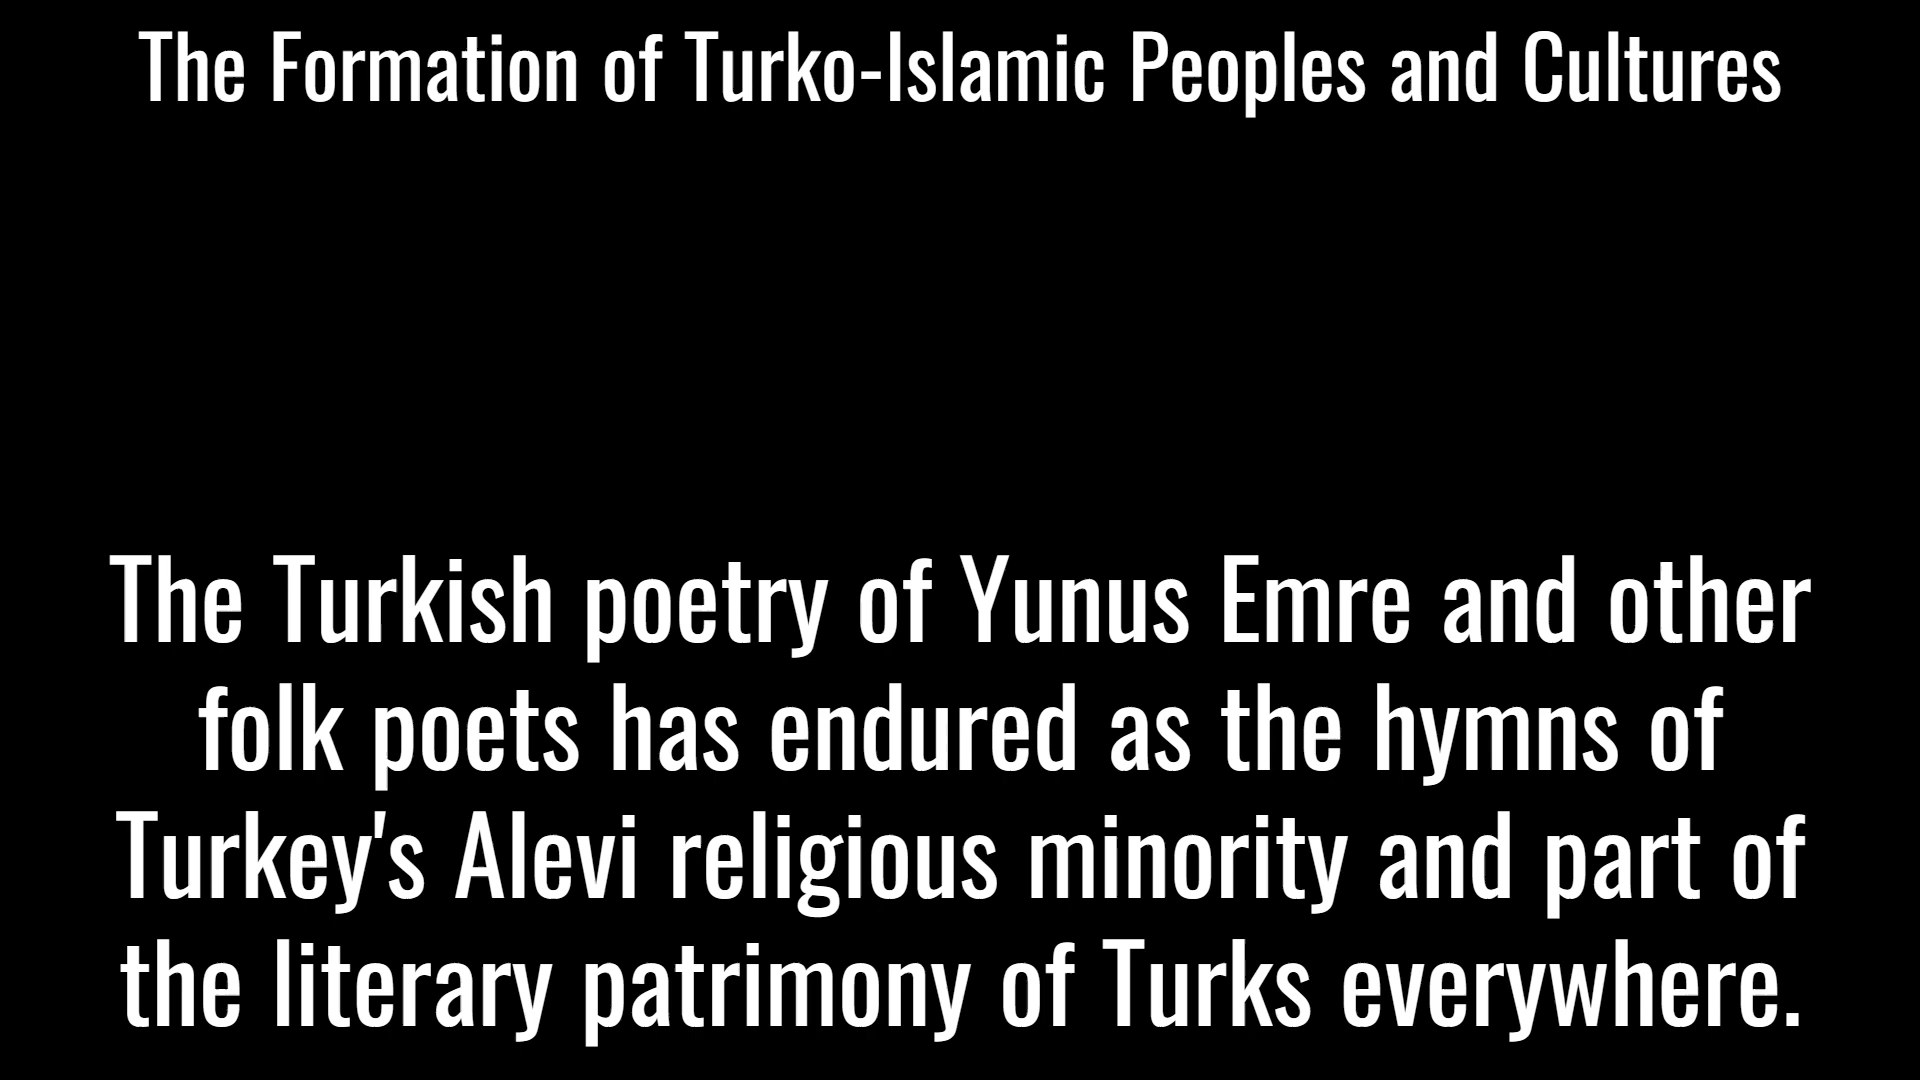 The Formation of Turko-Islamic Peoples and Cultures
The Turkish poetry of Yunus Emre and other
folk poets has endured as the hymns of
Turkey's Alevi religious minority and part of
the literary patrimony of Turks everywhere.